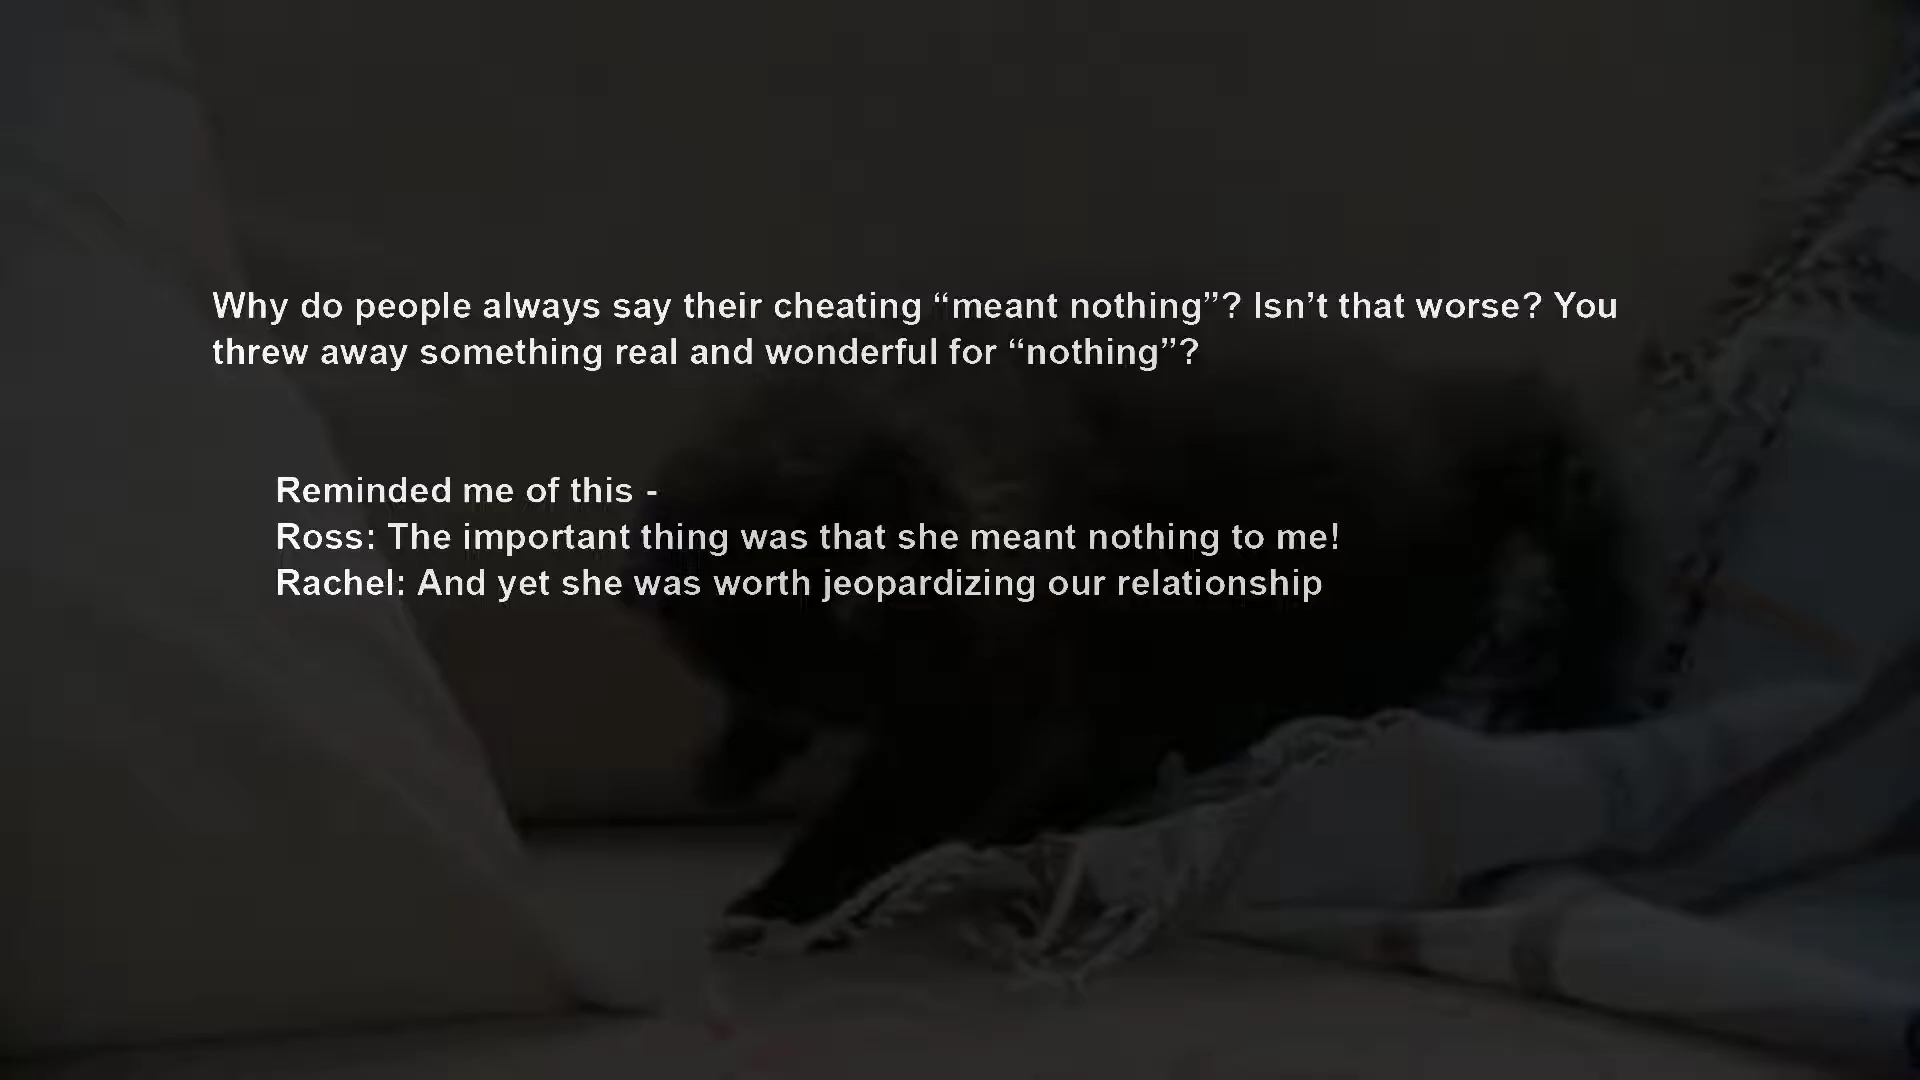 Why do people always say their cheating “meant nothing”? Isn’t that worse? You
threw away something real and wonderful for “nothing”?
Reminded me of this -
Ross: The important thing was that she meant nothing to me!
Rachel: And yet she was worth jeopardizing our relationship